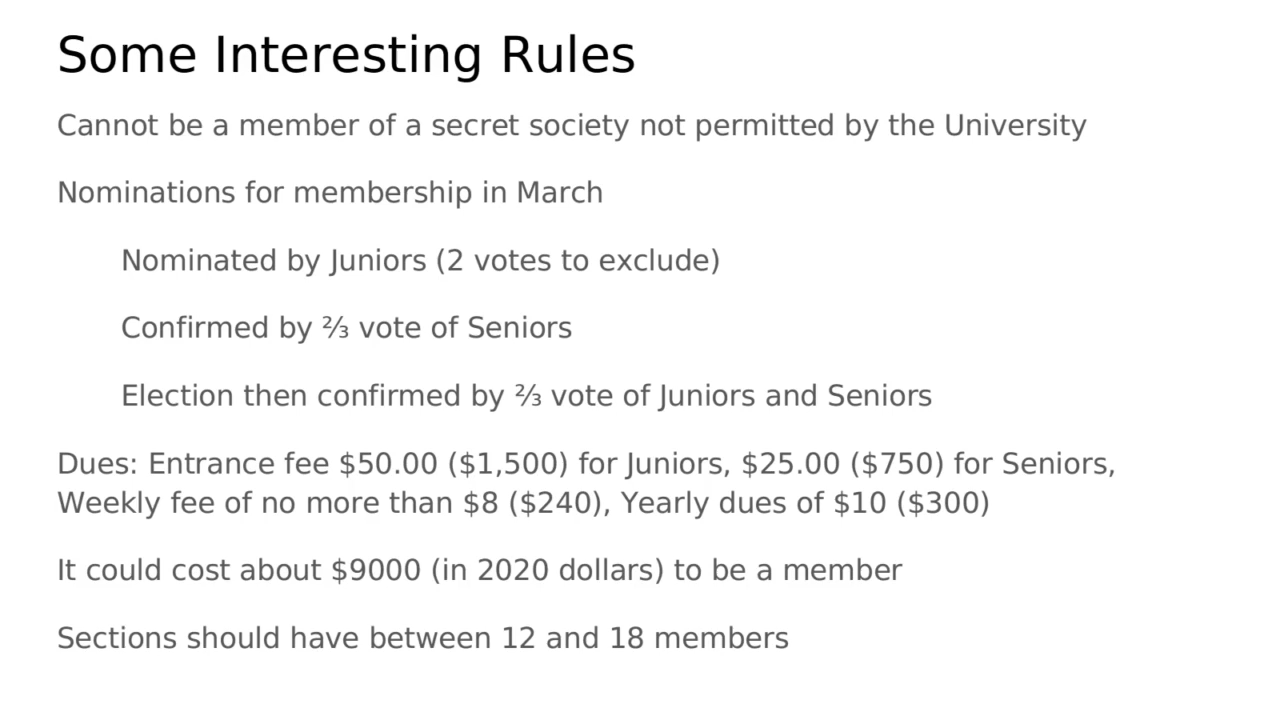 Some Interesting Rules
Cannot be a member of a secret society not permitted by the University
Nominations for membership in March
Nominated by Juniors (2 votes to exclude)
Confirmed by ⅔ vote of Seniors
Election then confirmed by ⅔ vote of Juniors and Seniors
Dues: Entrance fee $50.00 ($1,500) for Juniors, $25.00 ($750) for Seniors,
Weekly fee of no more than $8 ($240), Yearly dues of $10 ($300)
It could cost about $9000 (in 2020 dollars) to be a member
Sections should have between 12 and 18 members